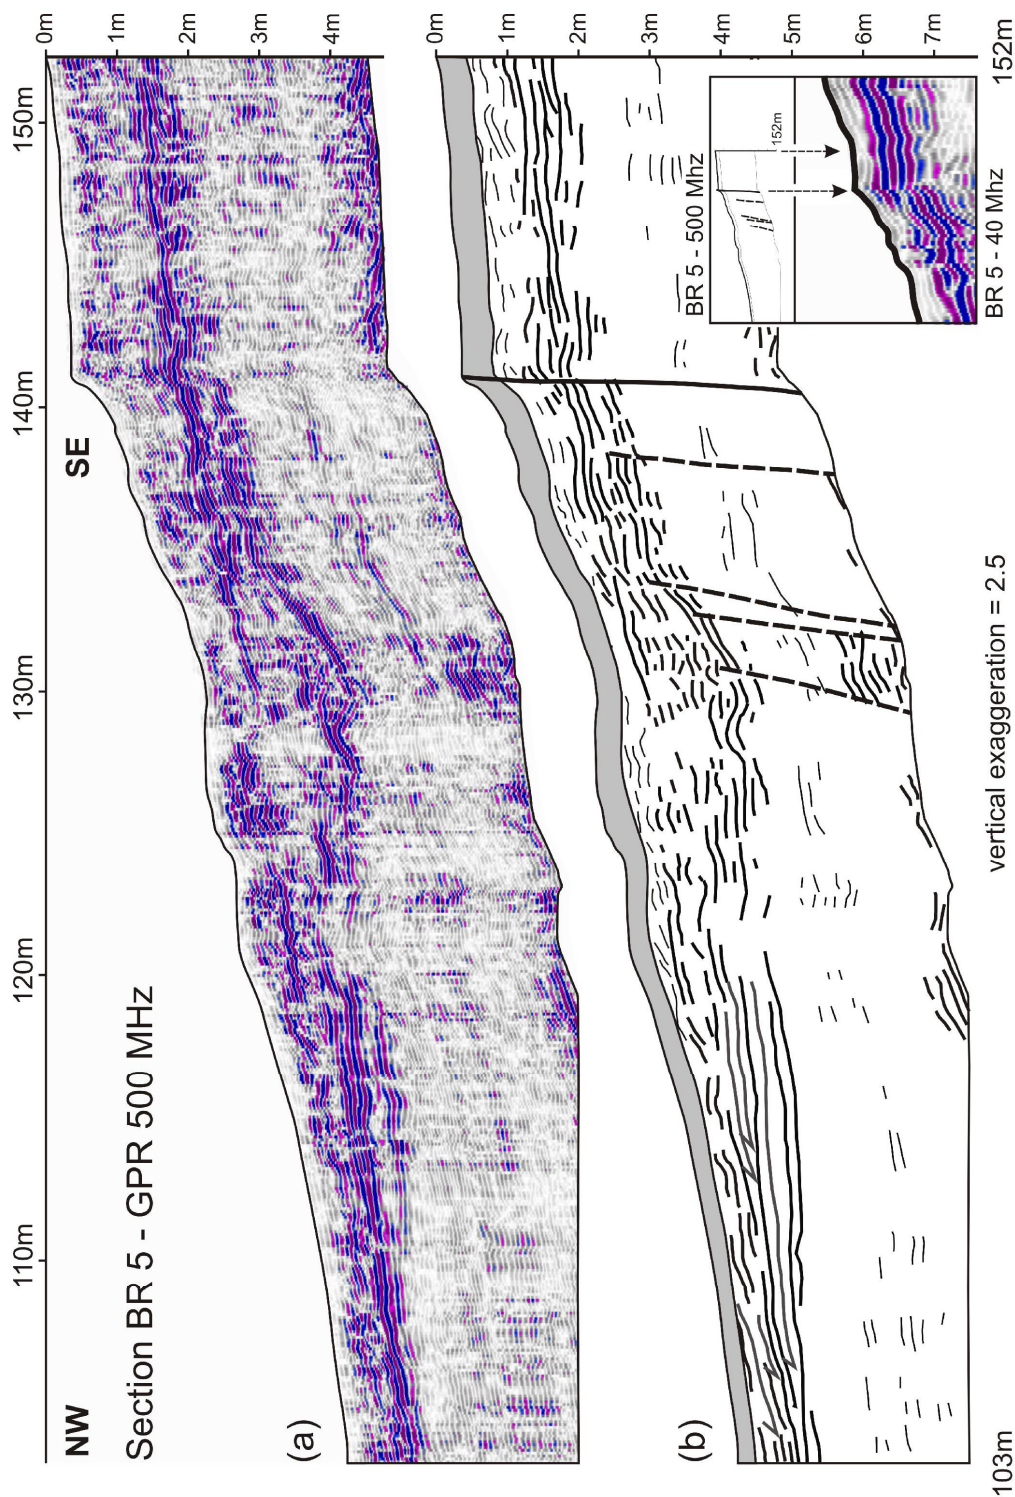 NW
SE
Section BR 5 - GPR 500 MHz
110m
120m
130m
140m
150m
(a)
0m
1m
2m
3m
4m
(b)
0m
1m
2m
3m
4m
5m
6m
7m
BR 5 - 500 Mhz
152m
BR 5 - 40 Mhz
103m
vertical exaggeration = 2.5
152m